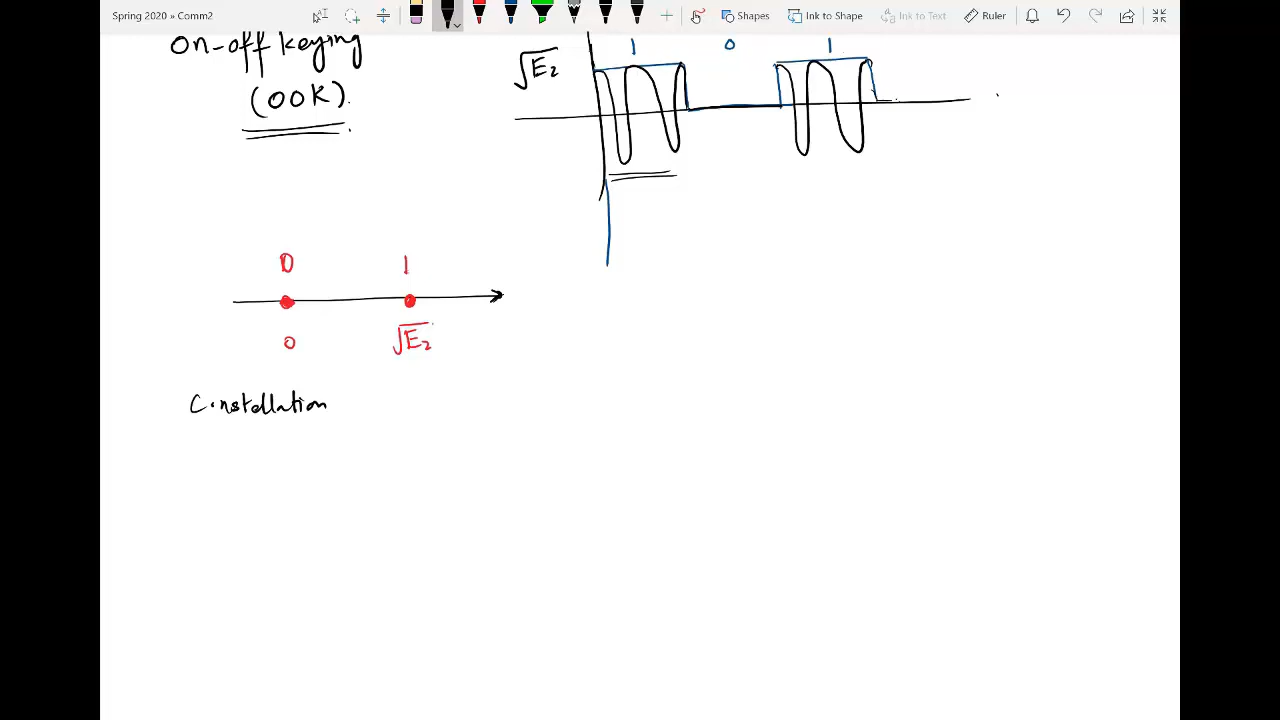 Spring 2020 » Comm2
Shapes
Ink to Shape
Ink to Text
Ruler
On-off keying
(OOK).
√E2
1 0 1
0 1
0 √E2
Constellation